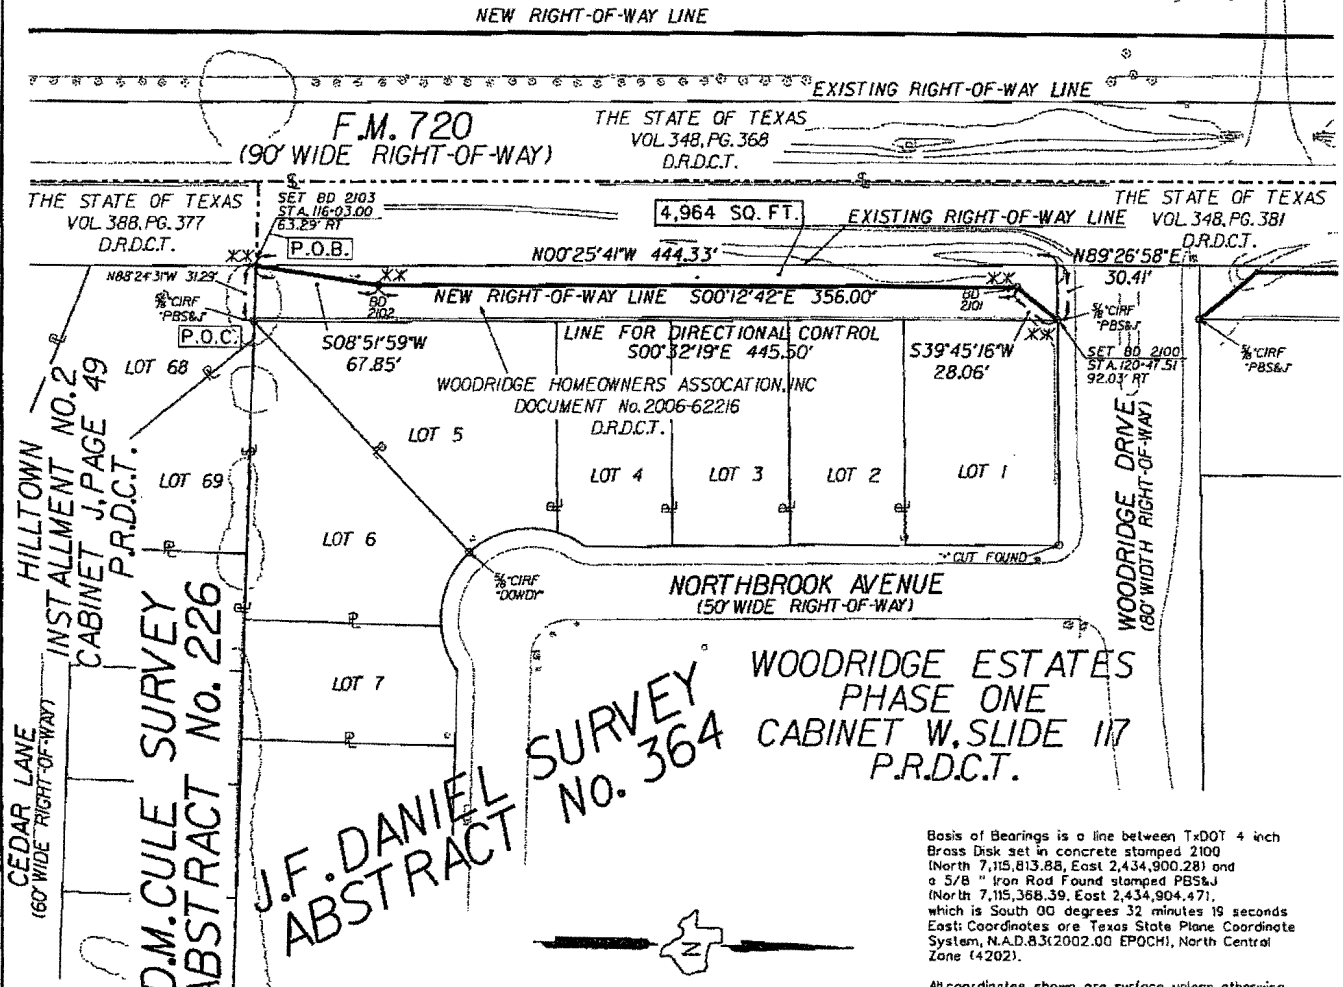 NEW RIGHT-OF-WAY LINE
EXISTING RIGHT-OF-WAY LINE
F.M. 720
(90' WIDE RIGHT-OF-WAY)
THE STATE OF TEXAS
VOL.348,PG.368
D.R.D.C.T.
THE STATE OF TEXAS
VOL.388,PG.377
D.R.D.C.T.
SET BD 2103
STA.116+03.00
63.29' RT
P.O.B.
4,964 SQ. FT.
EXISTING RIGHT-OF-WAY LINE
THE STATE OF TEXAS
VOL.348,PG.381
D.R.D.C.T.
N88°24'31"W 31.29'
N00°25'41"W 444.33'
N89°26'58"E
30.41'
5/8"CIRF
"PBS&J"
P.O.C.
BD
2102
NEW RIGHT-OF-WAY LINE S00°12'42"E 356.00'
BD
2101
5/8"CIRF
"PBS&J"
S08°51'59"W
67.85'
LINE FOR DIRECTIONAL CONTROL
S00°32'19"E 445.50'
S39°45'16"W
28.06'
SET BD 2100
STA.120+47.51
92.03' RT
5/8"CIRF
"PBS&J"
WOODRIDGE HOMEOWNERS ASSOCATION,INC
DOCUMENT No.2006-62216
D.R.D.C.T.
LOT 68
LOT 69
LOT 5
LOT 4
LOT 3
LOT 2
LOT 1
LOT 6
LOT 7
HILLTOWN
INSTALLMENT NO.2
CABINET J,PAGE 49
P.R.D.C.T.
5/8"CIRF
"DOWDY"
"+" CUT FOUND
NORTHBROOK AVENUE
(50' WIDE RIGHT-OF-WAY)
WOODRIDGE DRIVE
(80' WIDTH RIGHT-OF-WAY)
WOODRIDGE ESTATES
PHASE ONE
CABINET W,SLIDE 117
P.R.D.C.T.
CEDAR LANE
(60' WIDE RIGHT-OF-WAY)
D.M.CULE SURVEY
ABSTRACT No. 226
J.F.DANIEL SURVEY
ABSTRACT NO. 364
N
Basis of Bearings is a line between TxDOT 4 inch
Brass Disk set in concrete stamped 2100
(North 7,115,813.88, East 2,434,900.28) and
a 5/8 " Iron Rod Found stamped PBS&J
(North 7,115,368.39, East 2,434,904.47),
which is South 00 degrees 32 minutes 19 seconds
East; Coordinates are Texas State Plane Coordinate
System, N.A.D.83(2002.00 EPOCH), North Central
Zone (4202).
All coordinates shown are surface unless otherwise